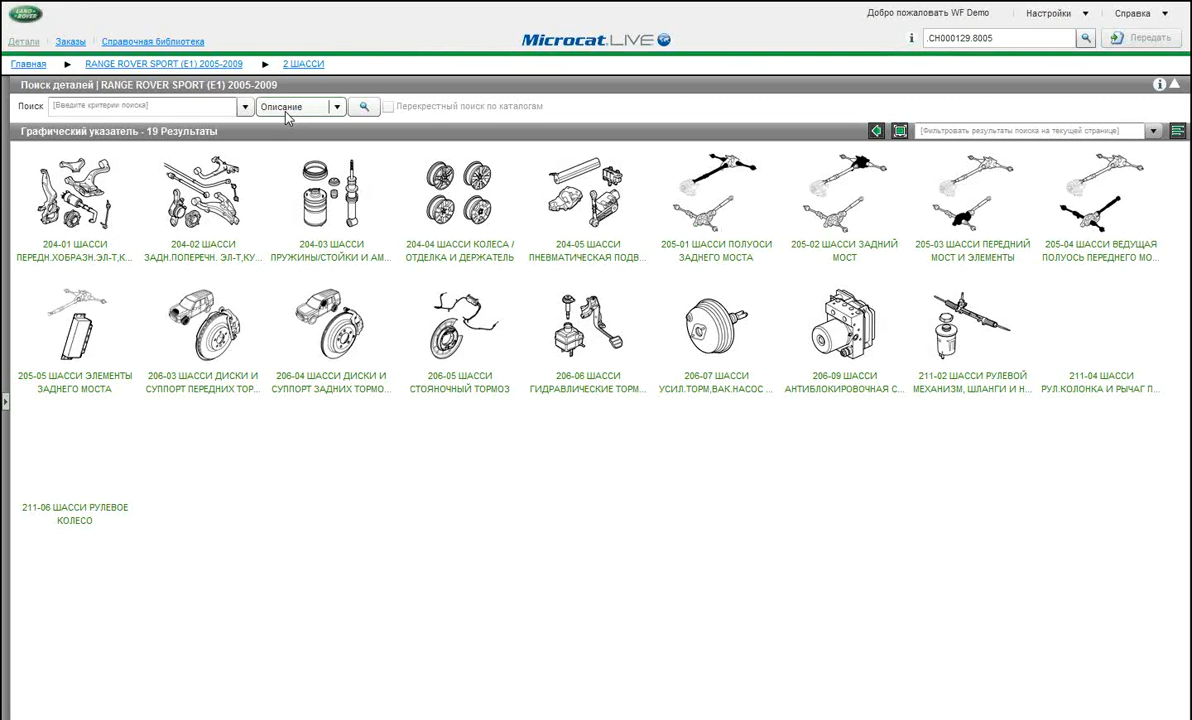 LAND-ROVER
Добро пожаловать WF Demo
Настройки
Справка
Детали
Заказы
Справочная библиотека
Microcat.LIVE
.CH000129.8005
Передать
Главная
RANGE ROVER SPORT (E1) 2005-2009
2 ШАССИ
Поиск деталей | RANGE ROVER SPORT (E1) 2005-2009
Поиск
[Введите критерии поиска]
Описание
Перекрестный поиск по каталогам
Графический указатель - 19 Результаты
[Фильтровать результаты поиска на текущей странице]
204-01 ШАССИ
ПЕРЕДН.ХОБРАЗН.ЭЛ-Т,К...
204-02 ШАССИ
ЗАДН.ПОПЕРЕЧН. ЭЛ-Т,КУ...
204-03 ШАССИ
ПРУЖИНЫ/СТОЙКИ И АМ...
204-04 ШАССИ КОЛЕСА /
ОТДЕЛКА И ДЕРЖАТЕЛЬ
204-05 ШАССИ
ПНЕВМАТИЧЕСКАЯ ПОДВ...
205-01 ШАССИ ПОЛУОСИ
ЗАДНЕГО МОСТА
205-02 ШАССИ ЗАДНИЙ
МОСТ
205-03 ШАССИ ПЕРЕДНИЙ
МОСТ И ЭЛЕМЕНТЫ
205-04 ШАССИ ВЕДУЩАЯ
ПОЛУОСЬ ПЕРЕДНЕГО МО...
205-05 ШАССИ ЭЛЕМЕНТЫ
ЗАДНЕГО МОСТА
206-03 ШАССИ ДИСКИ И
СУППОРТ ПЕРЕДНИХ ТОР...
206-04 ШАССИ ДИСКИ И
СУППОРТ ЗАДНИХ ТОРМО...
206-05 ШАССИ
СТОЯНОЧНЫЙ ТОРМОЗ
206-06 ШАССИ
ГИДРАВЛИЧЕСКИЕ ТОРМ...
206-07 ШАССИ
УСИЛ.ТОРМ,ВАК.НАСОС ...
206-09 ШАССИ
АНТИБЛОКИРОВОЧНАЯ С...
211-02 ШАССИ РУЛЕВОЙ
МЕХАНИЗМ, ШЛАНГИ И Н...
211-04 ШАССИ
РУЛ.КОЛОНКА И РЫЧАГ П...
211-06 ШАССИ РУЛЕВОЕ
КОЛЕСО